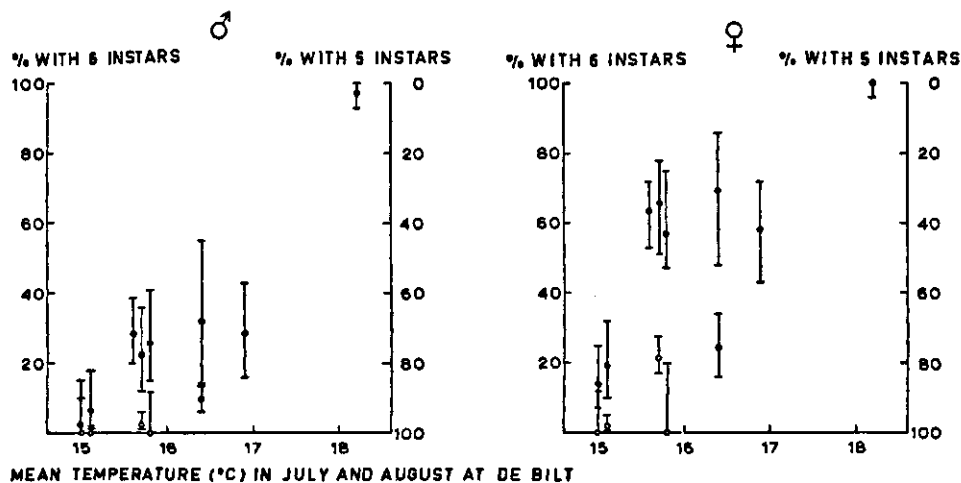 ♂ ♀
% WITH 6 INSTARS % WITH 5 INSTARS % WITH 6 INSTARS % WITH 5 INSTARS
100 0 100 0
80 20 80 20
60 40 60 40
40 60 40 60
20 80 20 80
100 100
15 16 17 18 15 16 17 18
MEAN TEMPERATURE (°C) IN JULY AND AUGUST AT DE BILT